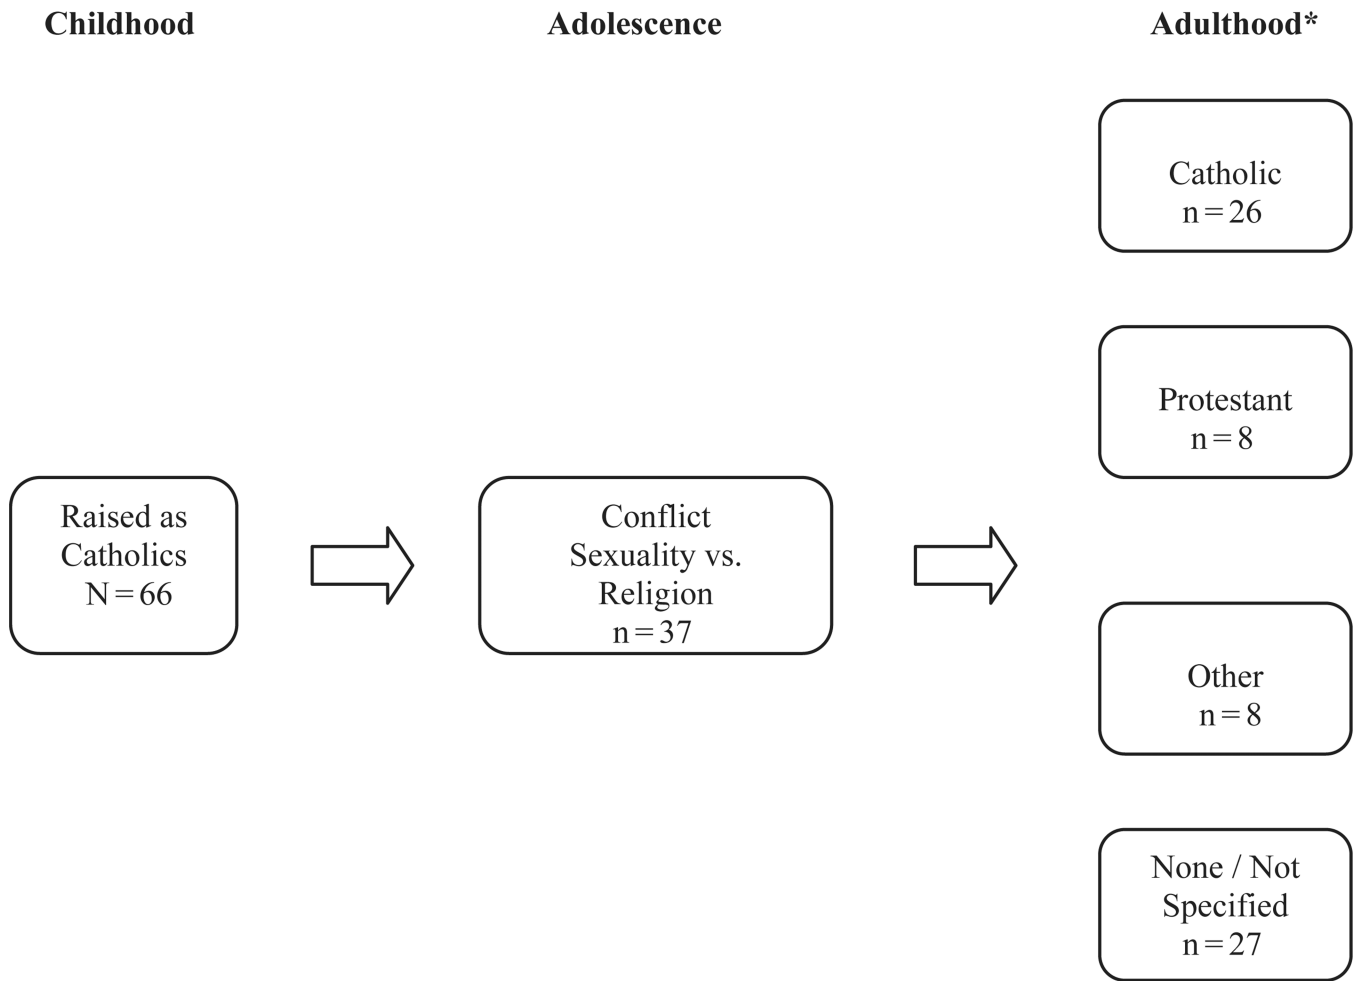 Childhood
Adolescence
Adulthood*
Raised as
Catholics
N = 66
Conflict
Sexuality vs.
Religion
n = 37
Catholic
n = 26
Protestant
n = 8
Other
n = 8
None / Not
Specified
n = 27